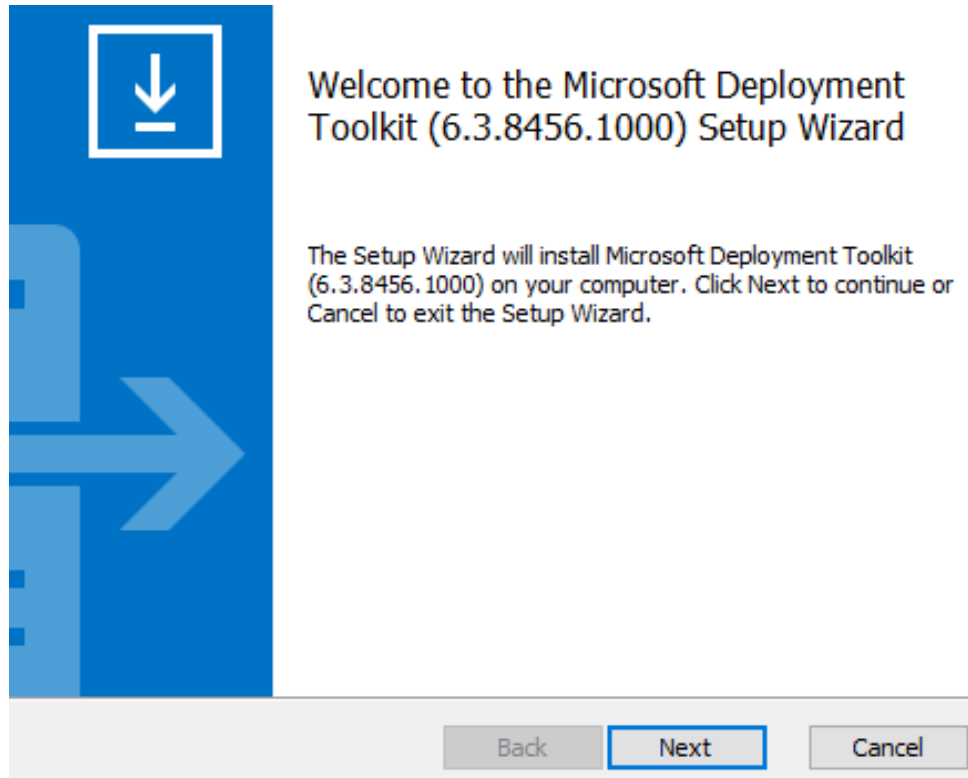 Welcome to the Microsoft Deployment
Toolkit (6.3.8456.1000) Setup Wizard
The Setup Wizard will install Microsoft Deployment Toolkit
(6.3.8456.1000) on your computer. Click Next to continue or
Cancel to exit the Setup Wizard.
Back Next Cancel